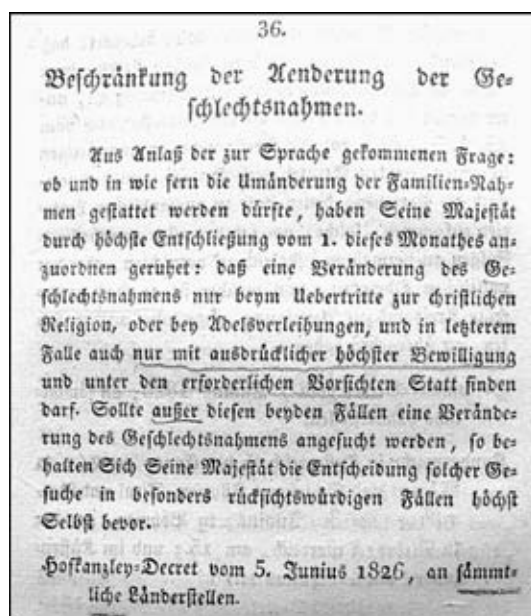 36.
Beschränkung der Aenderung der Ge-
schlechtsnahmen.
Aus Anlaß der zur Sprache gekommenen Frage:
ob und in wie fern die Umänderung der Familien-Nah-
men gestattet werden dürfte, haben Seine Majestät
durch höchste Entschließung vom 1. dieses Monathes an-
zuordnen geruhet: daß eine Veränderung des Ge-
schlechtsnahmens nur beym Uebertritte zur christlichen
Religion, oder bey Adelsverleihungen, und in letzterem
Falle auch nur mit ausdrücklicher höchster Bewilligung
und unter den erforderlichen Vorsichten Statt finden
darf. Sollte außer diesen beyden Fällen eine Verände-
rung des Geschlechtsnahmens angesucht werden, so be-
halten Sich Seine Majestät die Entscheidung solcher Ge-
suche in besonders rücksichtswürdigen Fällen höchst
Selbst bevor.
Hofkanzley-Decret vom 5. Junius 1826, an sämmt-
liche Länderstellen.